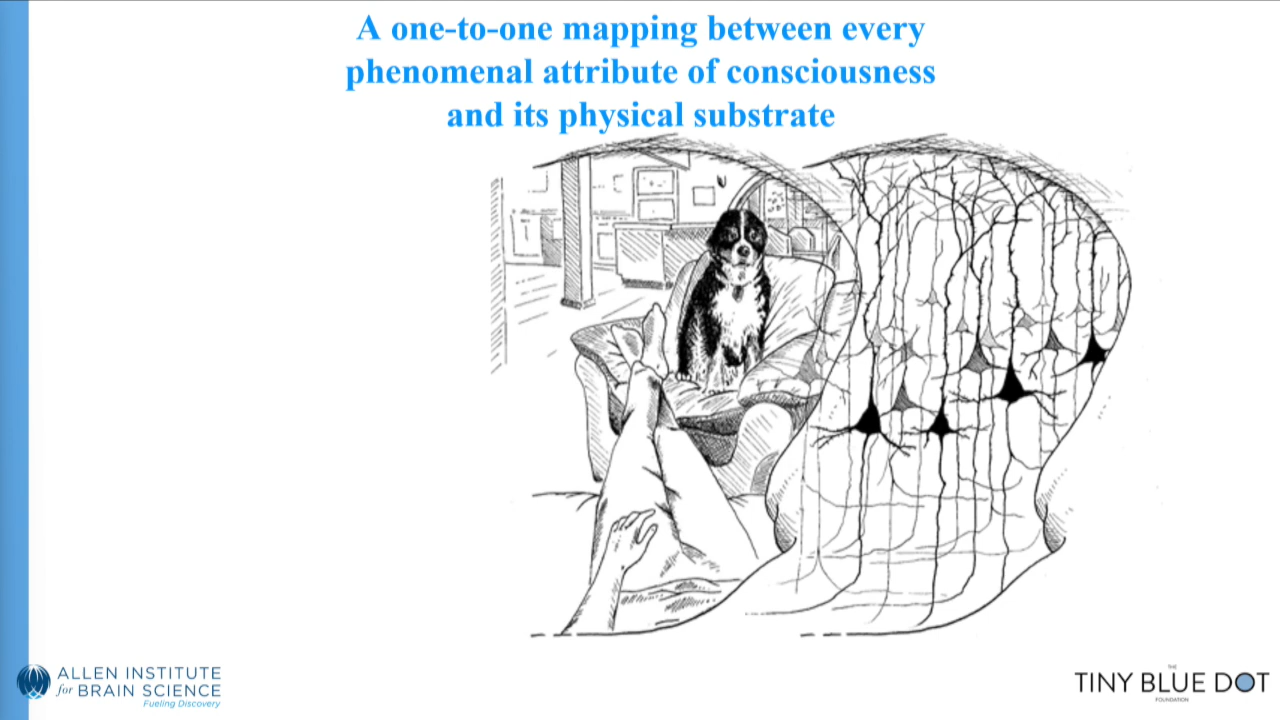 A one-to-one mapping between every
phenomenal attribute of consciousness
and its physical substrate
ALLEN INSTITUTE
for BRAIN SCIENCE
Fueling Discovery
THE
TINY BLUE DOT
FOUNDATION